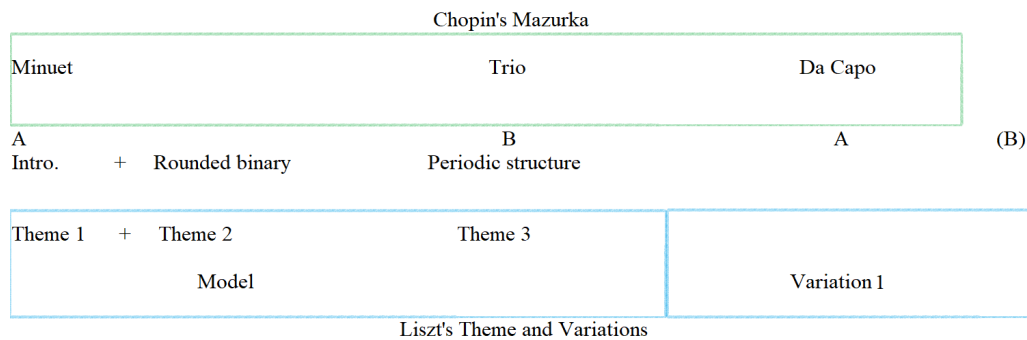 Chopin's Mazurka
Minuet Trio Da Capo
A B A (B)
Intro. + Rounded binary Periodic structure
Theme 1 + Theme 2 Theme 3
Model Variation 1
Liszt's Theme and Variations